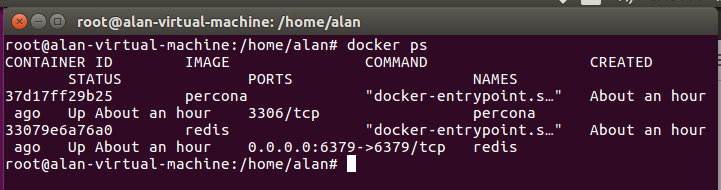 root@alan-virtual-machine: /home/alan
root@alan-virtual-machine:/home/alan# docker ps
CONTAINER ID        IMAGE               COMMAND                  CREATED
        STATUS              PORTS                    NAMES
37d17ff29b25        percona             "docker-entrypoint.s…"   About an hour
 ago   Up About an hour    3306/tcp                 percona
33079e6a76a0        redis               "docker-entrypoint.s…"   About an hour
 ago   Up About an hour    0.0.0.0:6379->6379/tcp   redis
root@alan-virtual-machine:/home/alan#